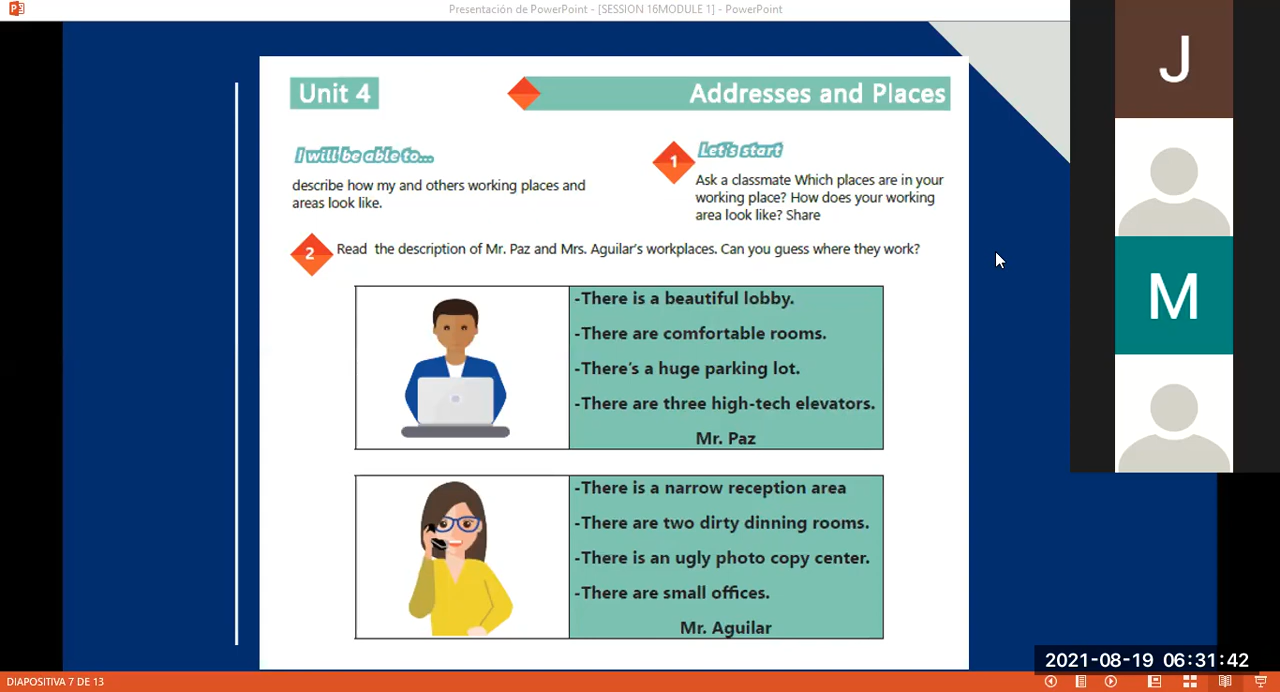 Presentación de PowerPoint - [SESSION 16MODULE 1] - PowerPoint
Unit 4
Addresses and Places
I will be able to...
describe how my and others working places and
areas look like.
1
Let's start
Ask a classmate Which places are in your
working place? How does your working
area look like? Share
2
Read the description of Mr. Paz and Mrs. Aguilar's workplaces. Can you guess where they work?
-There is a beautiful lobby.
-There are comfortable rooms.
-There's a huge parking lot.
-There are three high-tech elevators.
Mr. Paz
-There is a narrow reception area
-There are two dirty dinning rooms.
-There is an ugly photo copy center.
-There are small offices.
Mr. Aguilar
J
M
2021-08-19 06:31:42
DIAPOSITIVA 7 DE 13